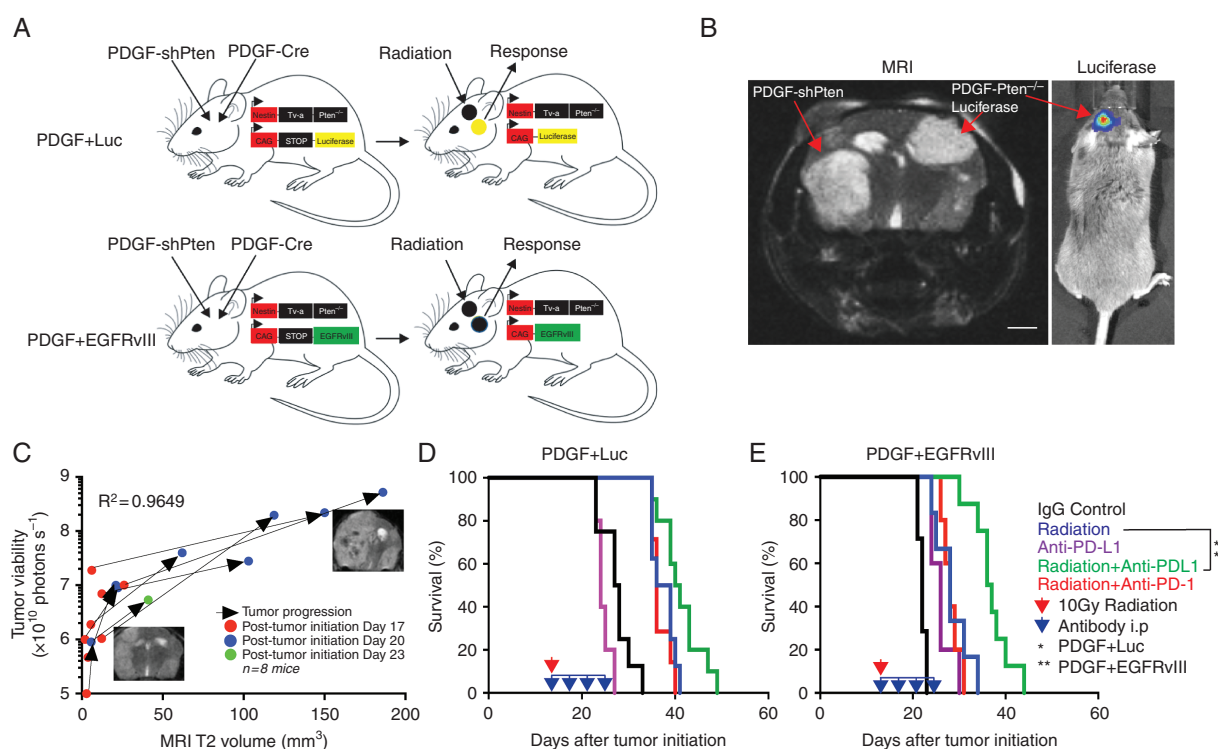 A
PDGF-shPten
PDGF-Cre
Radiation
Response
PDGF+Luc
Nestin
Tv-a
Pten⁻/⁻
CAG
STOP
Luciferase
Nestin
Tv-a
Pten⁻/⁻
CAG
Luciferase
PDGF-shPten
PDGF-Cre
Radiation
Response
PDGF+EGFRvIII
Nestin
Tv-a
Pten⁻/⁻
CAG
STOP
EGFRvIII
Nestin
Tv-a
Pten⁻/⁻
CAG
EGFRvIII
B
MRI
Luciferase
PDGF-shPten
PDGF-Pten⁻/⁻
Luciferase
C
Tumor viability
(×10¹⁰ photons s⁻¹)
9
8
7
6
5
R²=0.9649
Tumor progression
Post-tumor initiation Day 17
Post-tumor initiation Day 20
Post-tumor initiation Day 23
n=8 mice
0
50
100
150
200
MRI T2 volume (mm³)
D
PDGF+Luc
Survival (%)
100
80
60
40
20
0
0
20
40
60
Days after tumor initiation
E
PDGF+EGFRvIII
Survival (%)
100
80
60
40
20
0
0
20
40
60
Days after tumor initiation
IgG Control
Radiation
Anti-PD-L1
Radiation+Anti-PDL1
Radiation+Anti-PD-1
*
*
10Gy Radiation
Antibody i.p
* PDGF+Luc
** PDGF+EGFRvIII